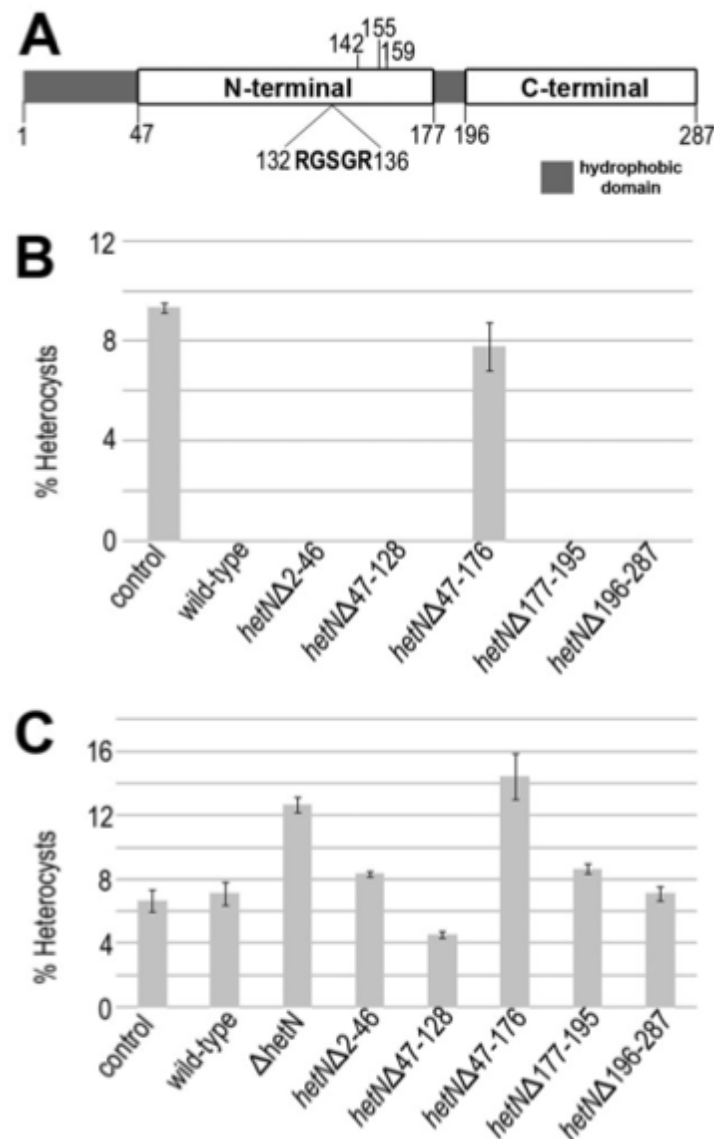 A
155
142 159
N-terminal C-terminal
1 47 177 196 287
132 RGSGR 136
hydrophobic
domain
B
12
8
4
0
% Heterocysts
control
wild-type
hetNΔ2-46
hetNΔ47-128
hetNΔ47-176
hetNΔ177-195
hetNΔ196-287
C
16
12
8
4
0
% Heterocysts
control
wild-type
ΔhetN
hetNΔ2-46
hetNΔ47-128
hetNΔ47-176
hetNΔ177-195
hetNΔ196-287